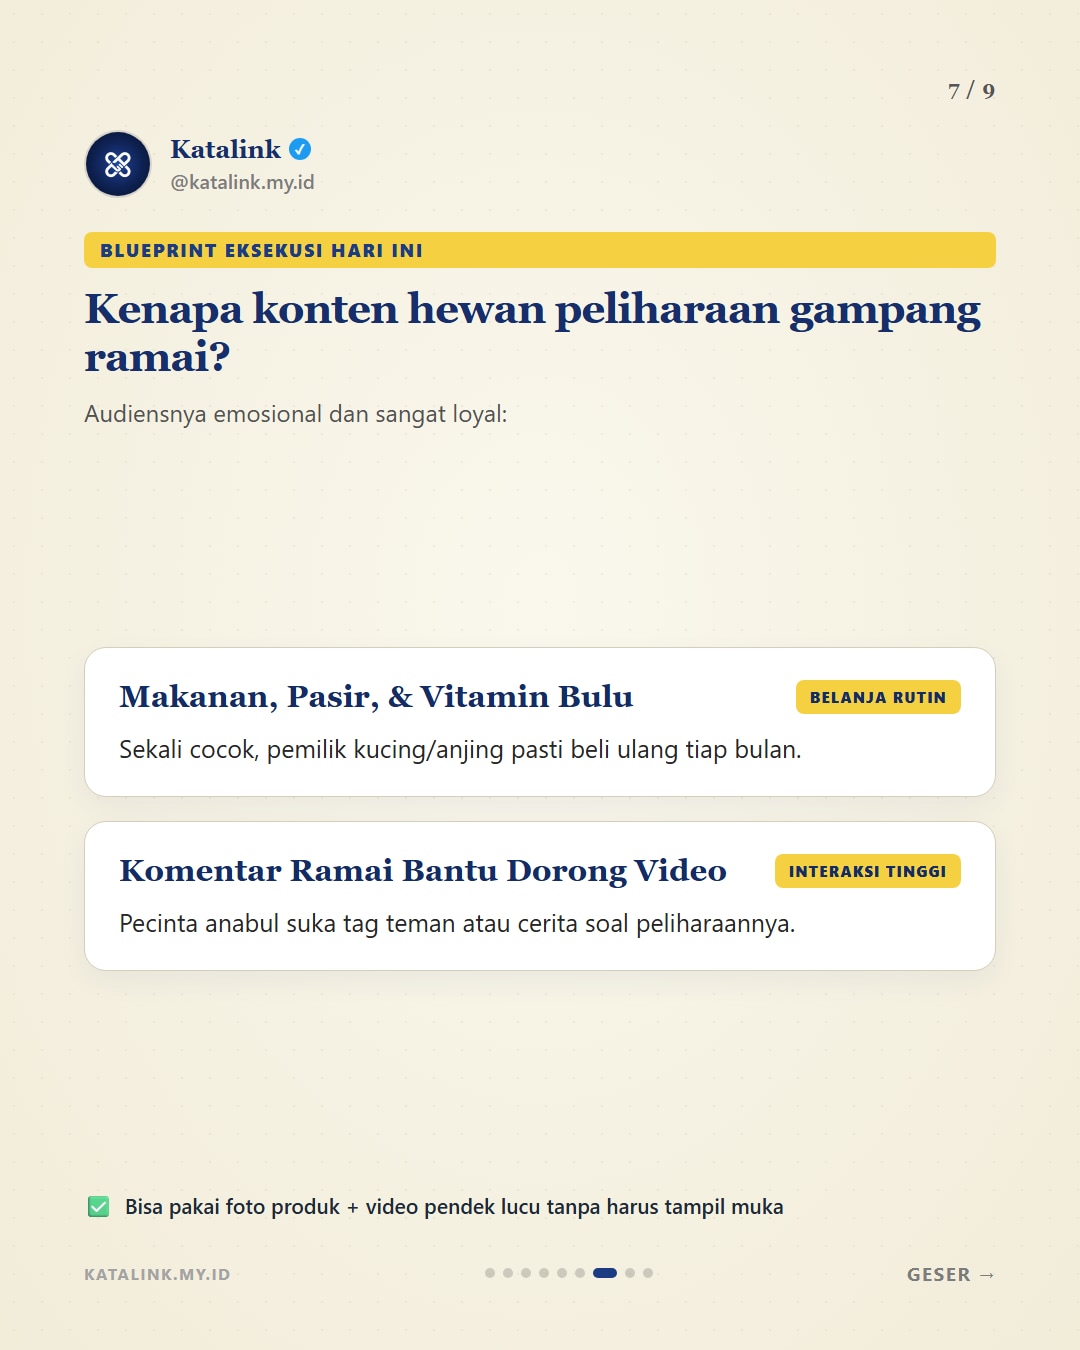 7 / 9
Katalink
@katalink.my.id
BLUEPRINT EKSEKUSI HARI INI
Kenapa konten hewan peliharaan gampang
ramai?
Audiensnya emosional dan sangat loyal:
Makanan, Pasir, & Vitamin Bulu
BELANJA RUTIN
Sekali cocok, pemilik kucing/anjing pasti beli ulang tiap bulan.
Komentar Ramai Bantu Dorong Video
INTERAKSI TINGGI
Pecinta anabul suka tag teman atau cerita soal peliharaannya.
✅ Bisa pakai foto produk + video pendek lucu tanpa harus tampil muka
KATALINK.MY.ID
GESER →